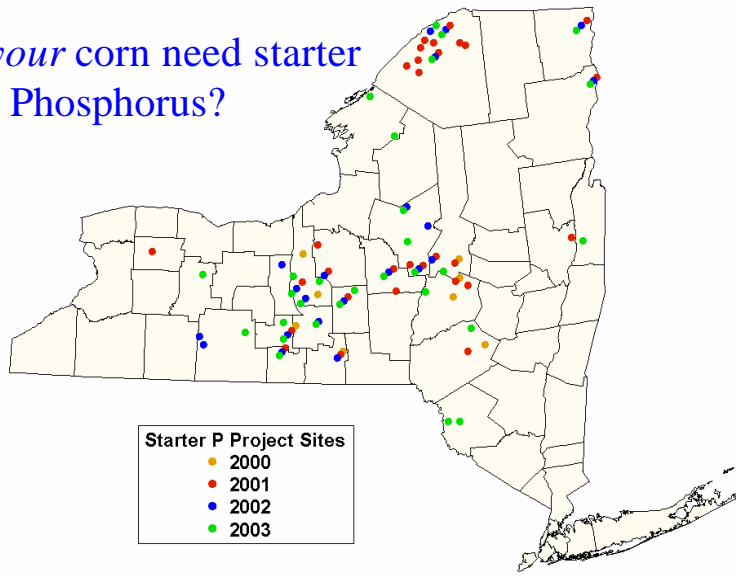 your corn need starter
Phosphorus?
Starter P Project Sites
2000
2001
2002
2003